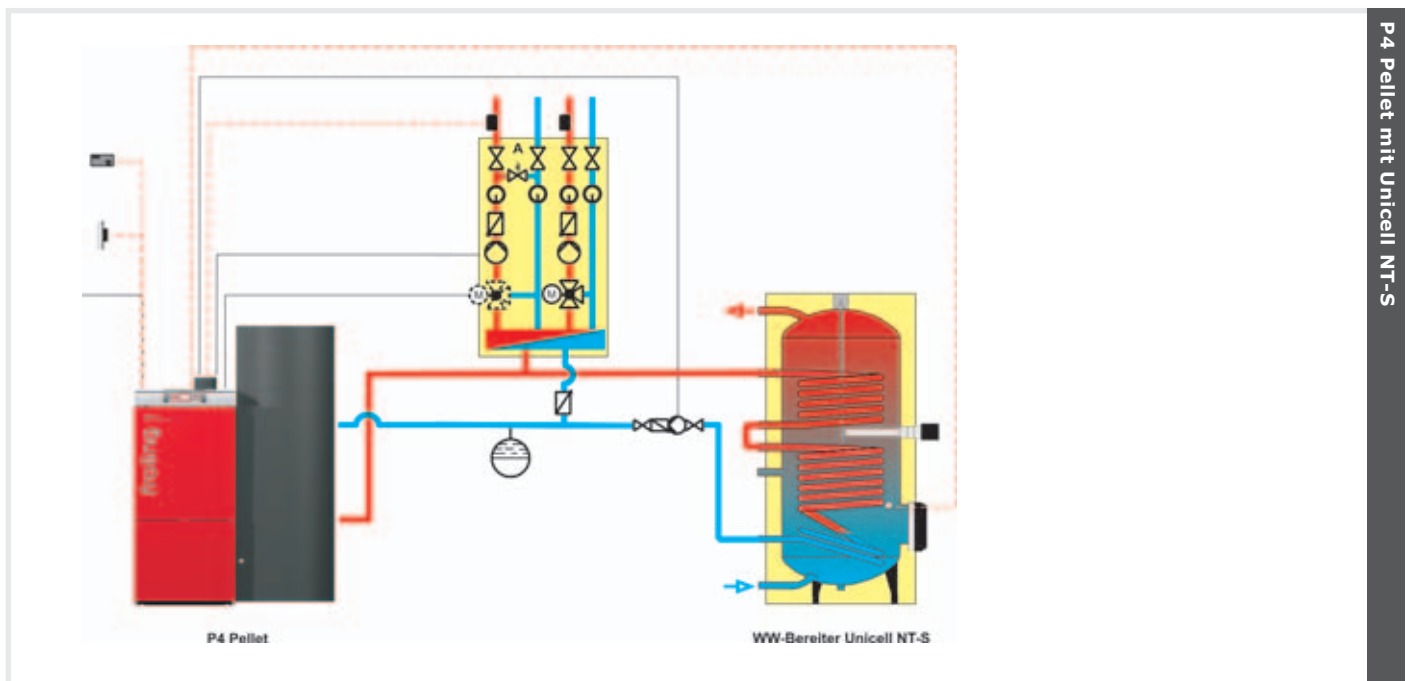 P4 Pellet mit Unicell NT-S
A
M
M
P4 Pellet
WW-Bereiter Unicell NT-S